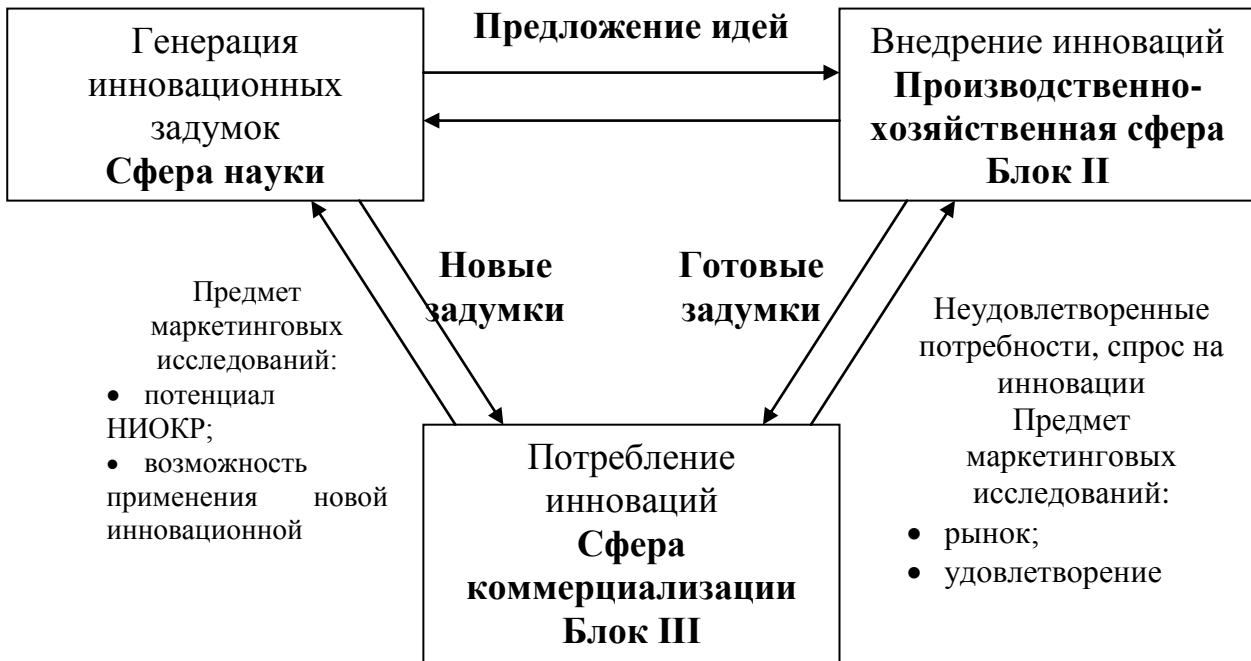 Генерация
инновационных
задумок
Сфера науки
Предложение идей
Внедрение инноваций
Производственно-
хозяйственная сфера
Блок II
Новые
задумки
Готовые
задумки
Предмет
маркетинговых
исследований:
• потенциал
НИОКР;
• возможность
применения новой
инновационной
Неудовлетворенные
потребности, спрос на
инновации
Предмет
маркетинговых
исследований:
• рынок;
• удовлетворение
Потребление
инноваций
Сфера
коммерциализации
Блок III